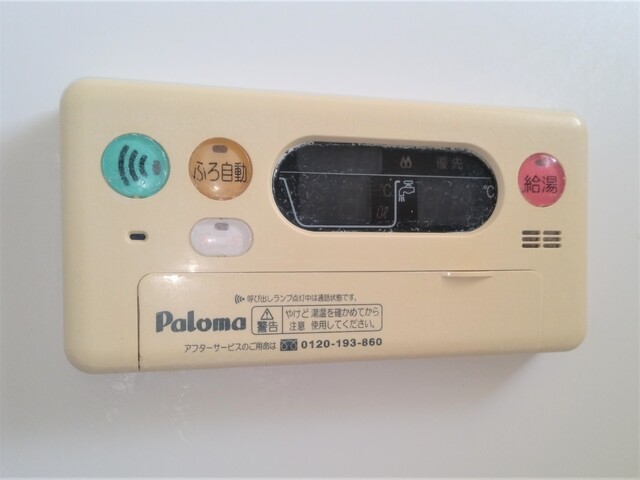 優先
ふろ自動
給湯
℃
℃
呼び出しランプ点灯中は通話状態です。
Paloma
警告
やけど 湯温を確かめてから
注意 使用してください。
アフターサービスのご用命は 0120-193-860